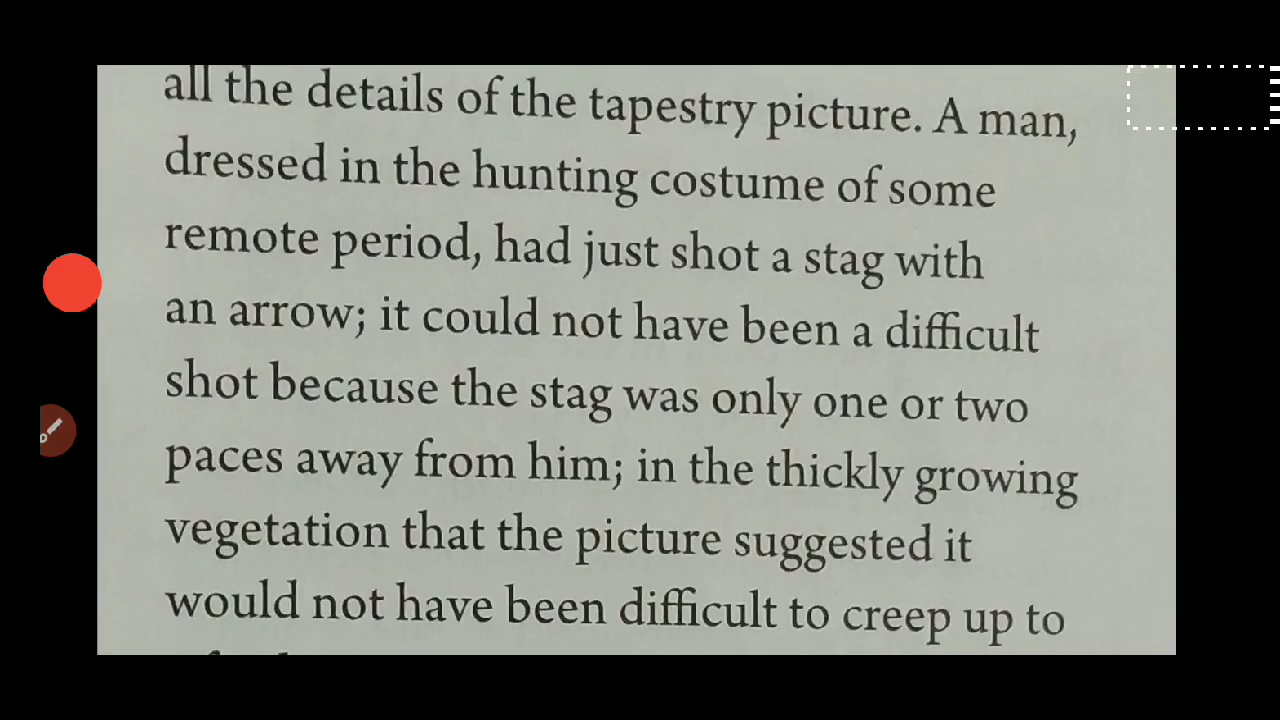 all the details of the tapestry picture. A man,
dressed in the hunting costume of some
remote period, had just shot a stag with
an arrow; it could not have been a difficult
shot because the stag was only one or two
paces away from him; in the thickly growing
vegetation that the picture suggested it
would not have been difficult to creep up to